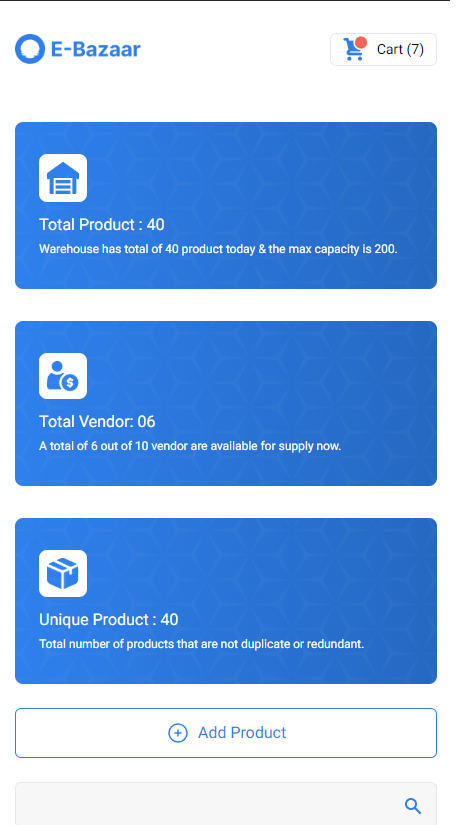 E-Bazaar
Cart (7)
Total Product : 40
Warehouse has total of 40 product today & the max capacity is 200.
Total Vendor: 06
A total of 6 out of 10 vendor are available for supply now.
Unique Product : 40
Total number of products that are not duplicate or redundant.
Add Product